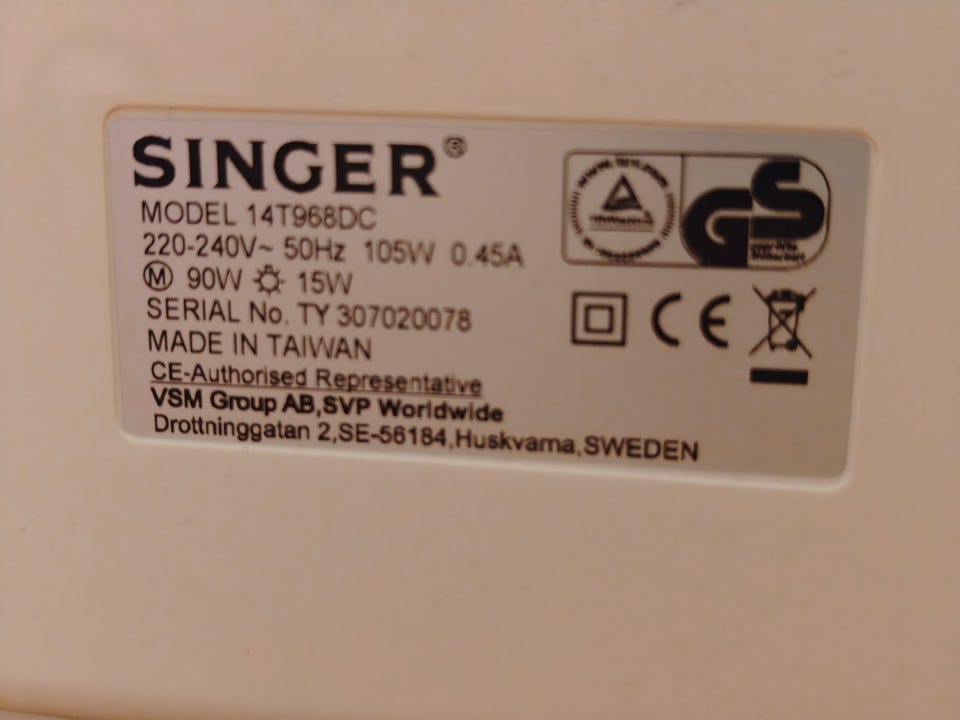 SINGER®
MODEL 14T968DC
220-240V~ 50Hz 105W 0.45A
M 90W 15W
SERIAL No. TY 307020078
MADE IN TAIWAN
CE-Authorised Representative
VSM Group AB,SVP Worldwide
Drottninggatan 2,SE-56184,Huskvarna,SWEDEN
GS
CE